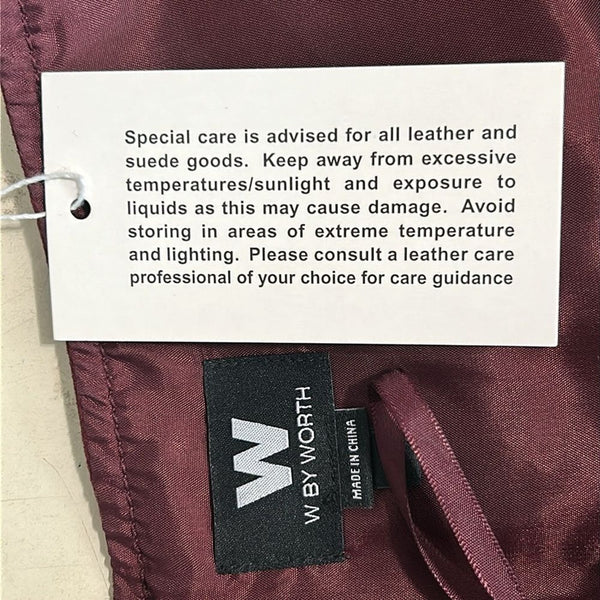 Special care is advised for all leather and
suede goods. Keep away from excessive
temperatures/sunlight and exposure to
liquids as this may cause damage. Avoid
storing in areas of extreme temperature
and lighting. Please consult a leather care
professional of your choice for care guidance
W
W BY WORTH
MADE IN CHINA